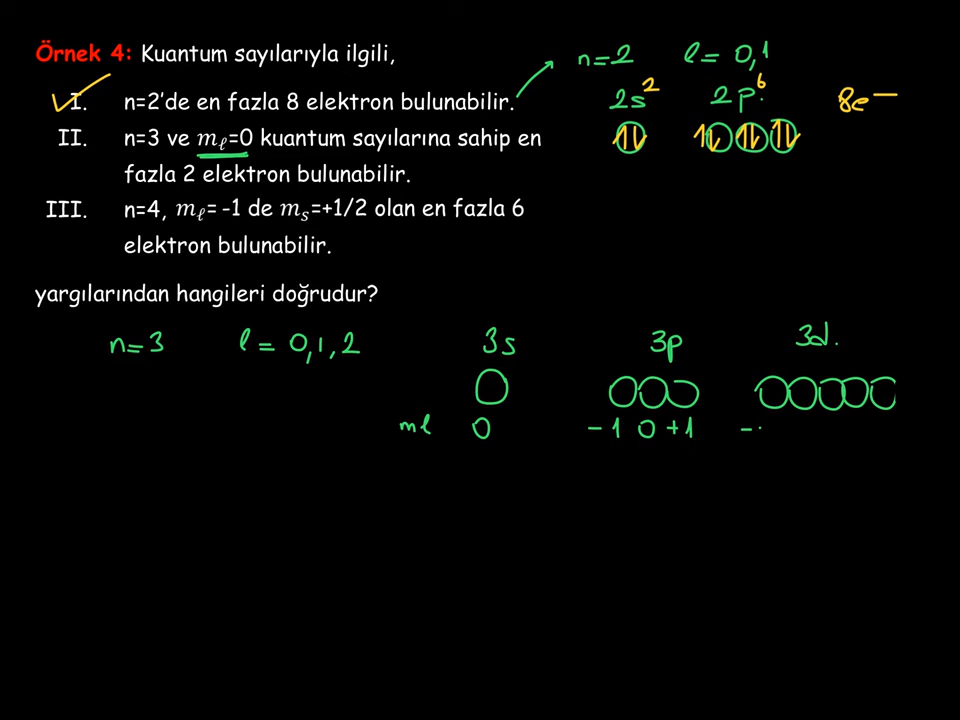 Örnek 4: Kuantum sayılarıyla ilgili,
n=2 l= 0,1
I. n=2'de en fazla 8 elektron bulunabilir.
2s² 2p⁶ 8e⁻
II. n=3 ve mℓ=0 kuantum sayılarına sahip en
fazla 2 elektron bulunabilir.
III. n=4, mℓ= -1 de ms=+1/2 olan en fazla 6
elektron bulunabilir.
yargılarından hangileri doğrudur?
n=3 l= 0,1,2 3s 3p 3d.
ml 0 -1 0 +1 -